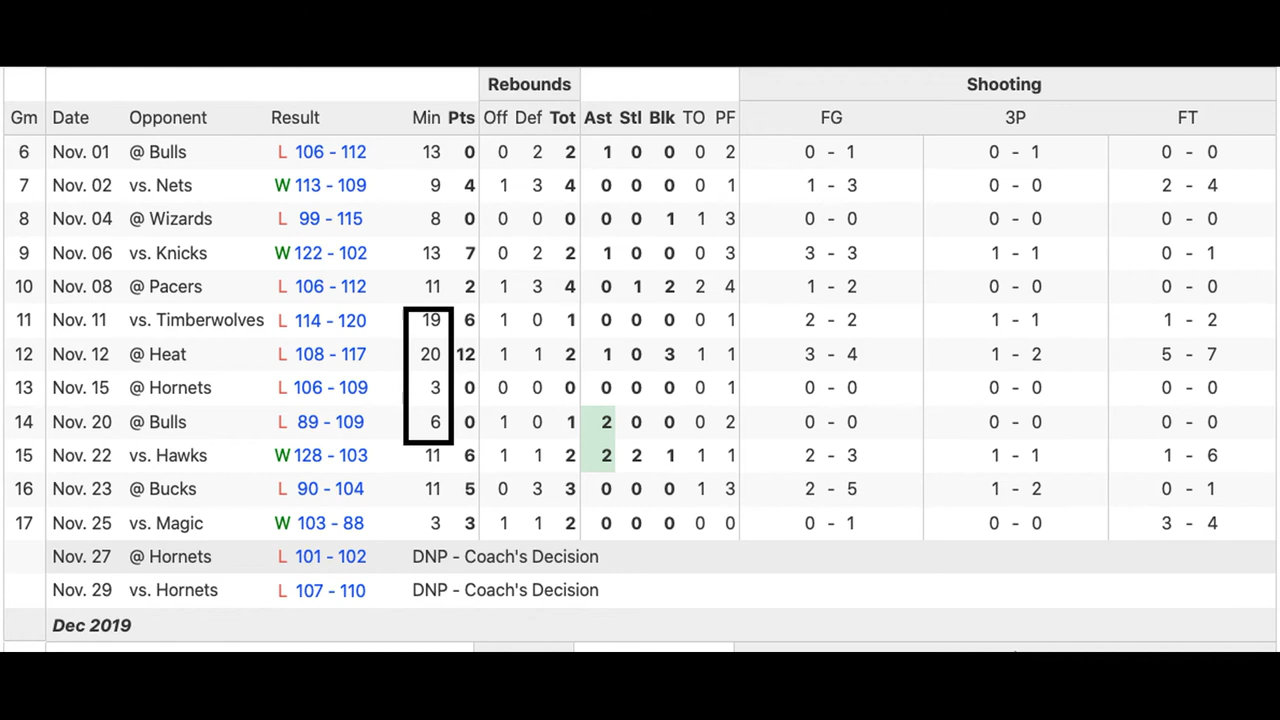 Rebounds Shooting
Gm Date Opponent Result Min Pts Off Def Tot Ast Stl Blk TO PF FG 3P FT
6 Nov. 01 @ Bulls L 106 - 112 13 0 0 2 2 1 0 0 0 2 0 - 1 0 - 1 0 - 0
7 Nov. 02 vs. Nets W 113 - 109 9 4 1 3 4 0 0 0 0 1 1 - 3 0 - 0 2 - 4
8 Nov. 04 @ Wizards L 99 - 115 8 0 0 0 0 0 0 1 1 3 0 - 0 0 - 0 0 - 0
9 Nov. 06 vs. Knicks W 122 - 102 13 7 0 2 2 1 0 0 0 3 3 - 3 1 - 1 0 - 1
10 Nov. 08 @ Pacers L 106 - 112 11 2 1 3 4 0 1 2 2 4 1 - 2 0 - 0 0 - 0
11 Nov. 11 vs. Timberwolves L 114 - 120 19 6 1 0 1 0 0 0 0 1 2 - 2 1 - 1 1 - 2
12 Nov. 12 @ Heat L 108 - 117 20 12 1 1 2 1 0 3 1 1 3 - 4 1 - 2 5 - 7
13 Nov. 15 @ Hornets L 106 - 109 3 0 0 0 0 0 0 0 0 1 0 - 0 0 - 0 0 - 0
14 Nov. 20 @ Bulls L 89 - 109 6 0 1 0 1 2 0 0 0 2 0 - 0 0 - 0 0 - 0
15 Nov. 22 vs. Hawks W 128 - 103 11 6 1 1 2 2 2 1 1 1 2 - 3 1 - 1 1 - 6
16 Nov. 23 @ Bucks L 90 - 104 11 5 0 3 3 0 0 0 1 3 2 - 5 1 - 2 0 - 1
17 Nov. 25 vs. Magic W 103 - 88 3 3 1 1 2 0 0 0 0 0 0 - 1 0 - 0 3 - 4
Nov. 27 @ Hornets L 101 - 102 DNP - Coach's Decision
Nov. 29 vs. Hornets L 107 - 110 DNP - Coach's Decision
Dec 2019